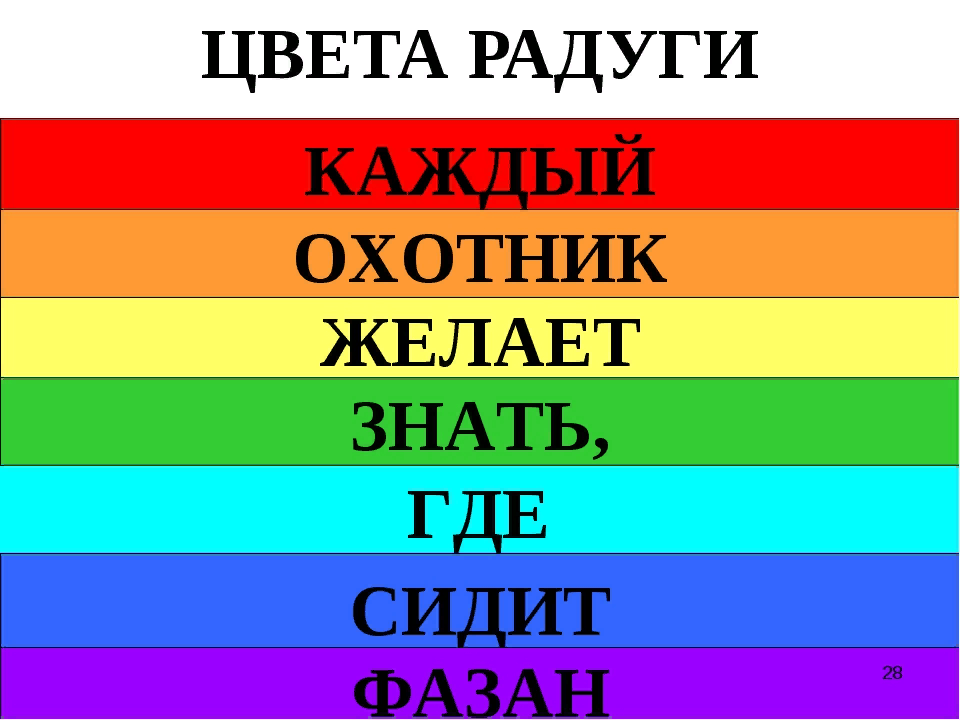 ЦВЕТА РАДУГИ
КАЖДЫЙ
ОХОТНИК
ЖЕЛАЕТ
ЗНАТЬ,
ГДЕ
СИДИТ
ФАЗАН
28